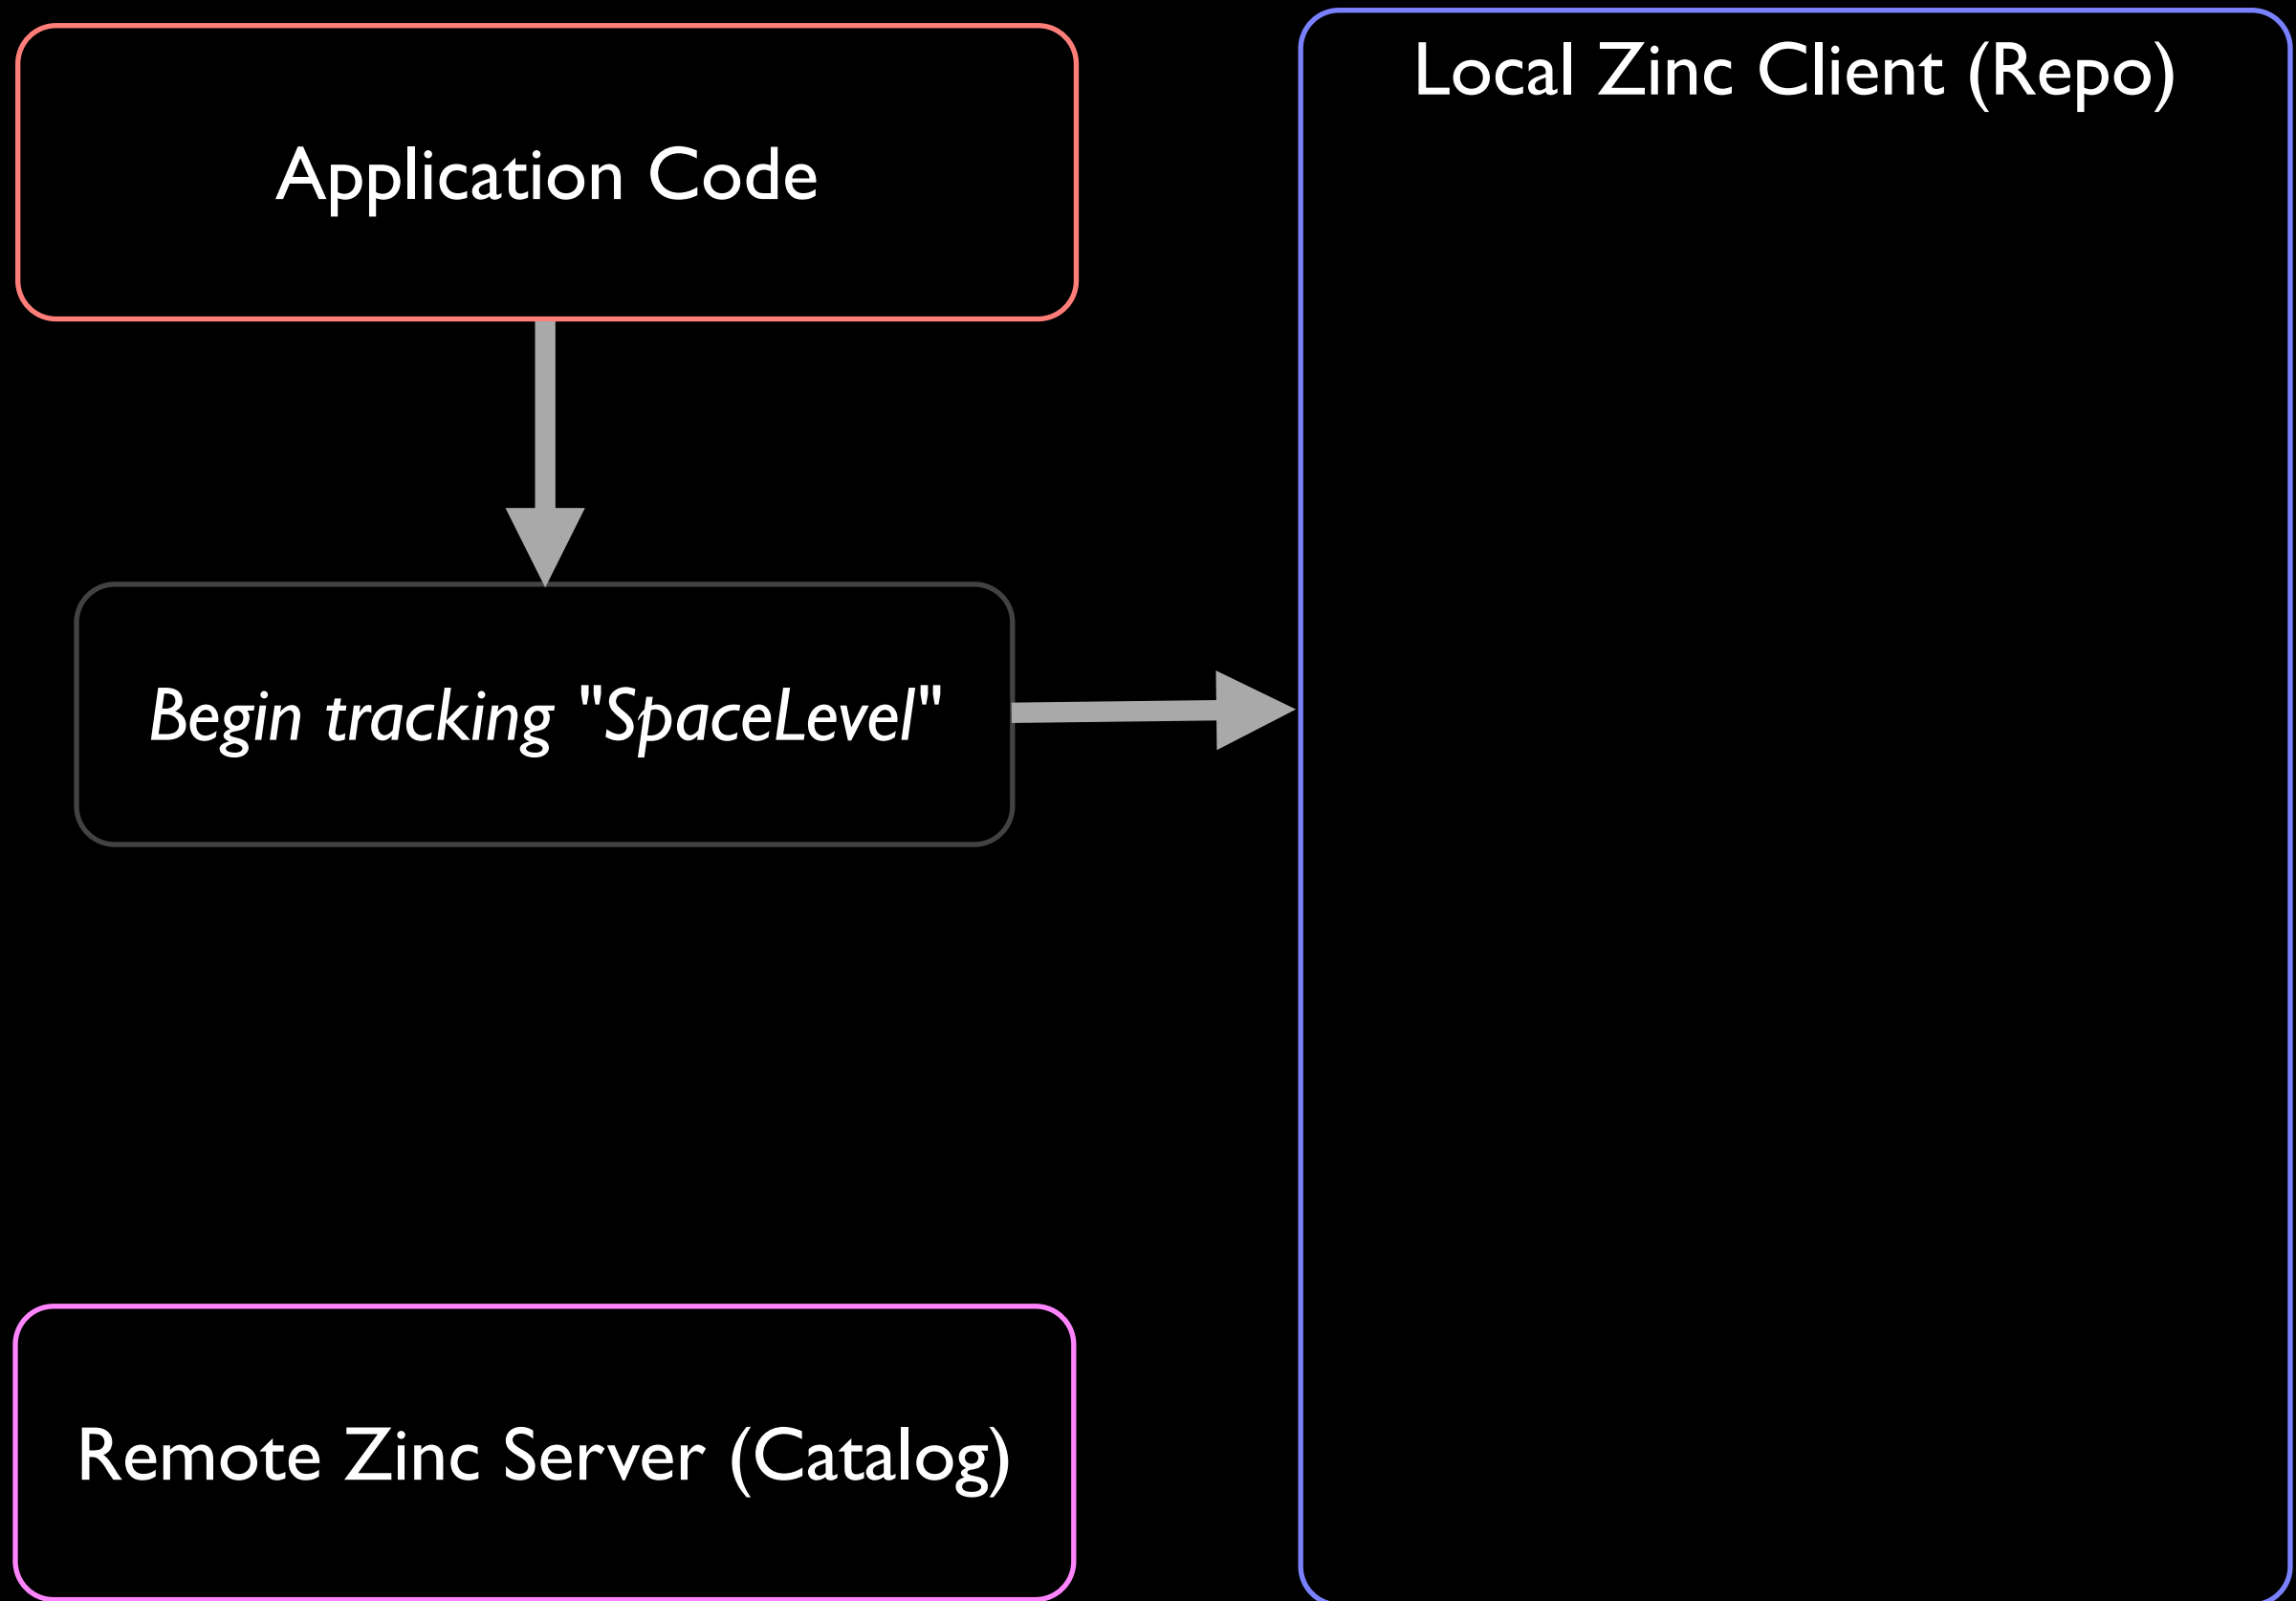 Application Code
Local Zinc Client (Repo)
Begin tracking "SpaceLevel"
Remote Zinc Server (Catalog)